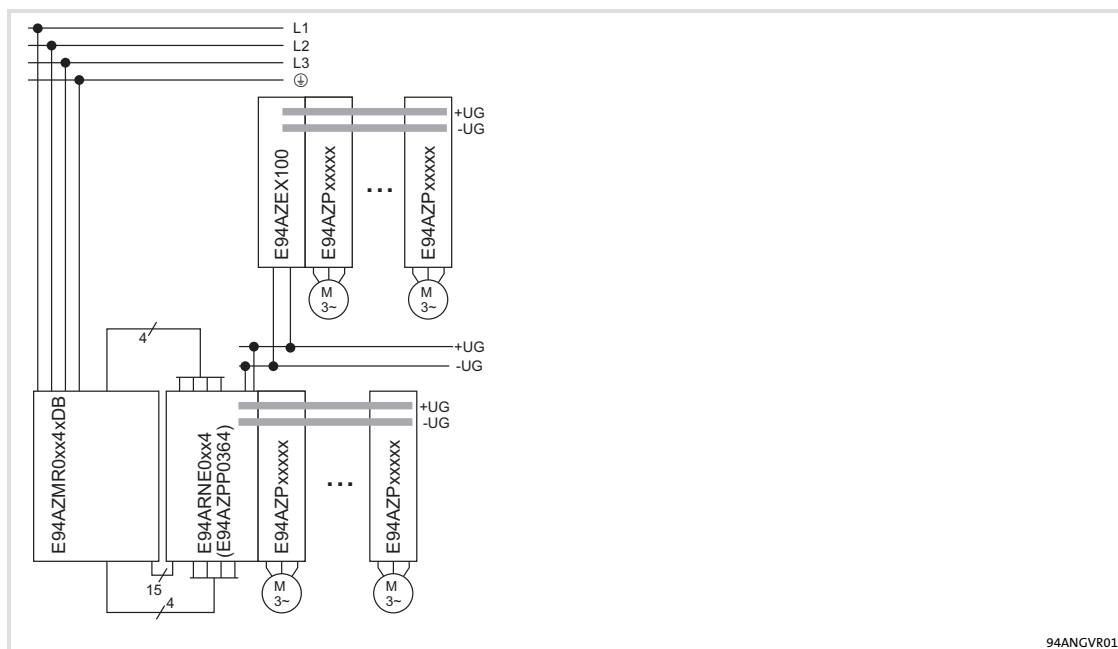 L1
L2
L3
+UG
-UG
E94AZEX100
E94AZPxxxxx
...
E94AZPxxxxx
M
3~
M
3~
4
+UG
-UG
E94AZMR0xx4xDB
E94ARNE0xx4
(E94AZPP0364)
+UG
-UG
E94AZPxxxxx
...
E94AZPxxxxx
15
4
M
3~
M
3~
94ANGVR01